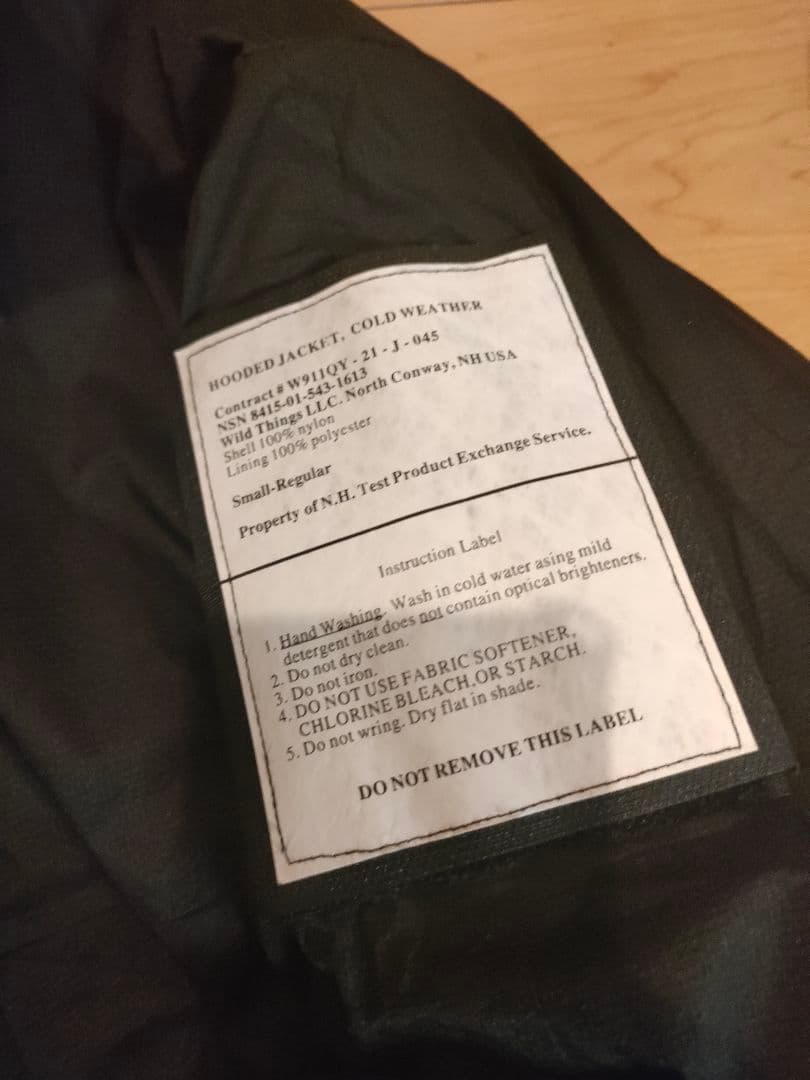 HOODED JACKET, COLD WEATHER
Contract # W911QY - 21 - J - 045
NSN 8415-01-543-1613
Wild Things LLC. North Conway, NH USA
Shell 100% nylon
Lining 100% polyester
Small-Regular
Property of N.H. Test Product Exchange Service.
Instruction Label
1. Hand Washing. Wash in cold water asing mild
detergent that does not contain optical brighteners.
2. Do not dry clean.
3. Do not iron.
4. DO NOT USE FABRIC SOFTENER,
CHLORINE BLEACH.OR STARCH.
5. Do not wring. Dry flat in shade.
DO NOT REMOVE THIS LABEL